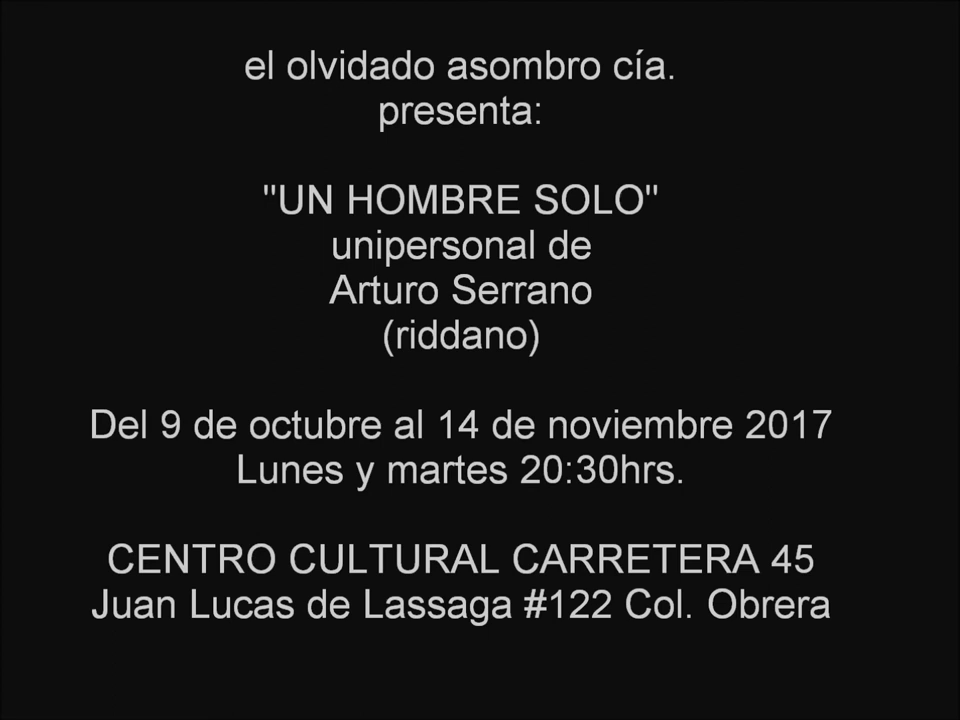 el olvidado asombro cía.
presenta:
"UN HOMBRE SOLO"
unipersonal de
Arturo Serrano
(riddano)
Del 9 de octubre al 14 de noviembre 2017
Lunes y martes 20:30hrs.
CENTRO CULTURAL CARRETERA 45
Juan Lucas de Lassaga #122 Col. Obrera